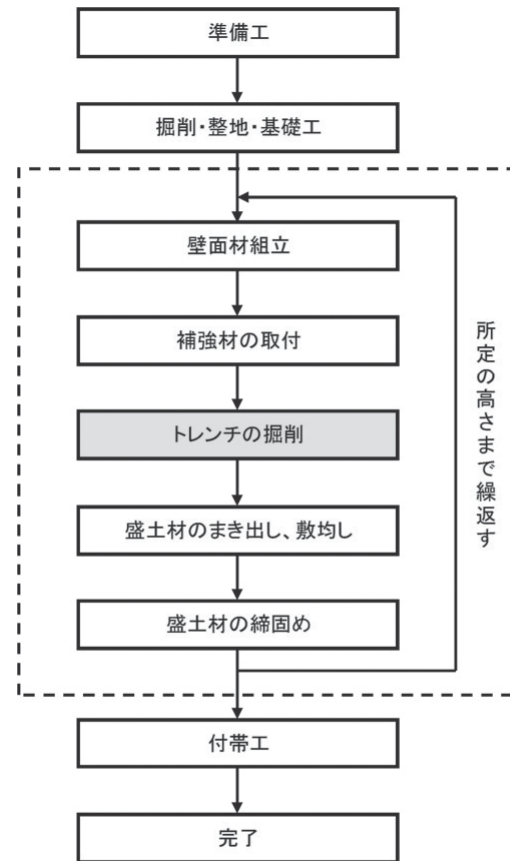 準備工
掘削・整地・基礎工
壁面材組立
補強材の取付
トレンチの掘削
盛土材のまき出し、敷均し
盛土材の締固め
所定の高さまで繰返す
付帯工
完了